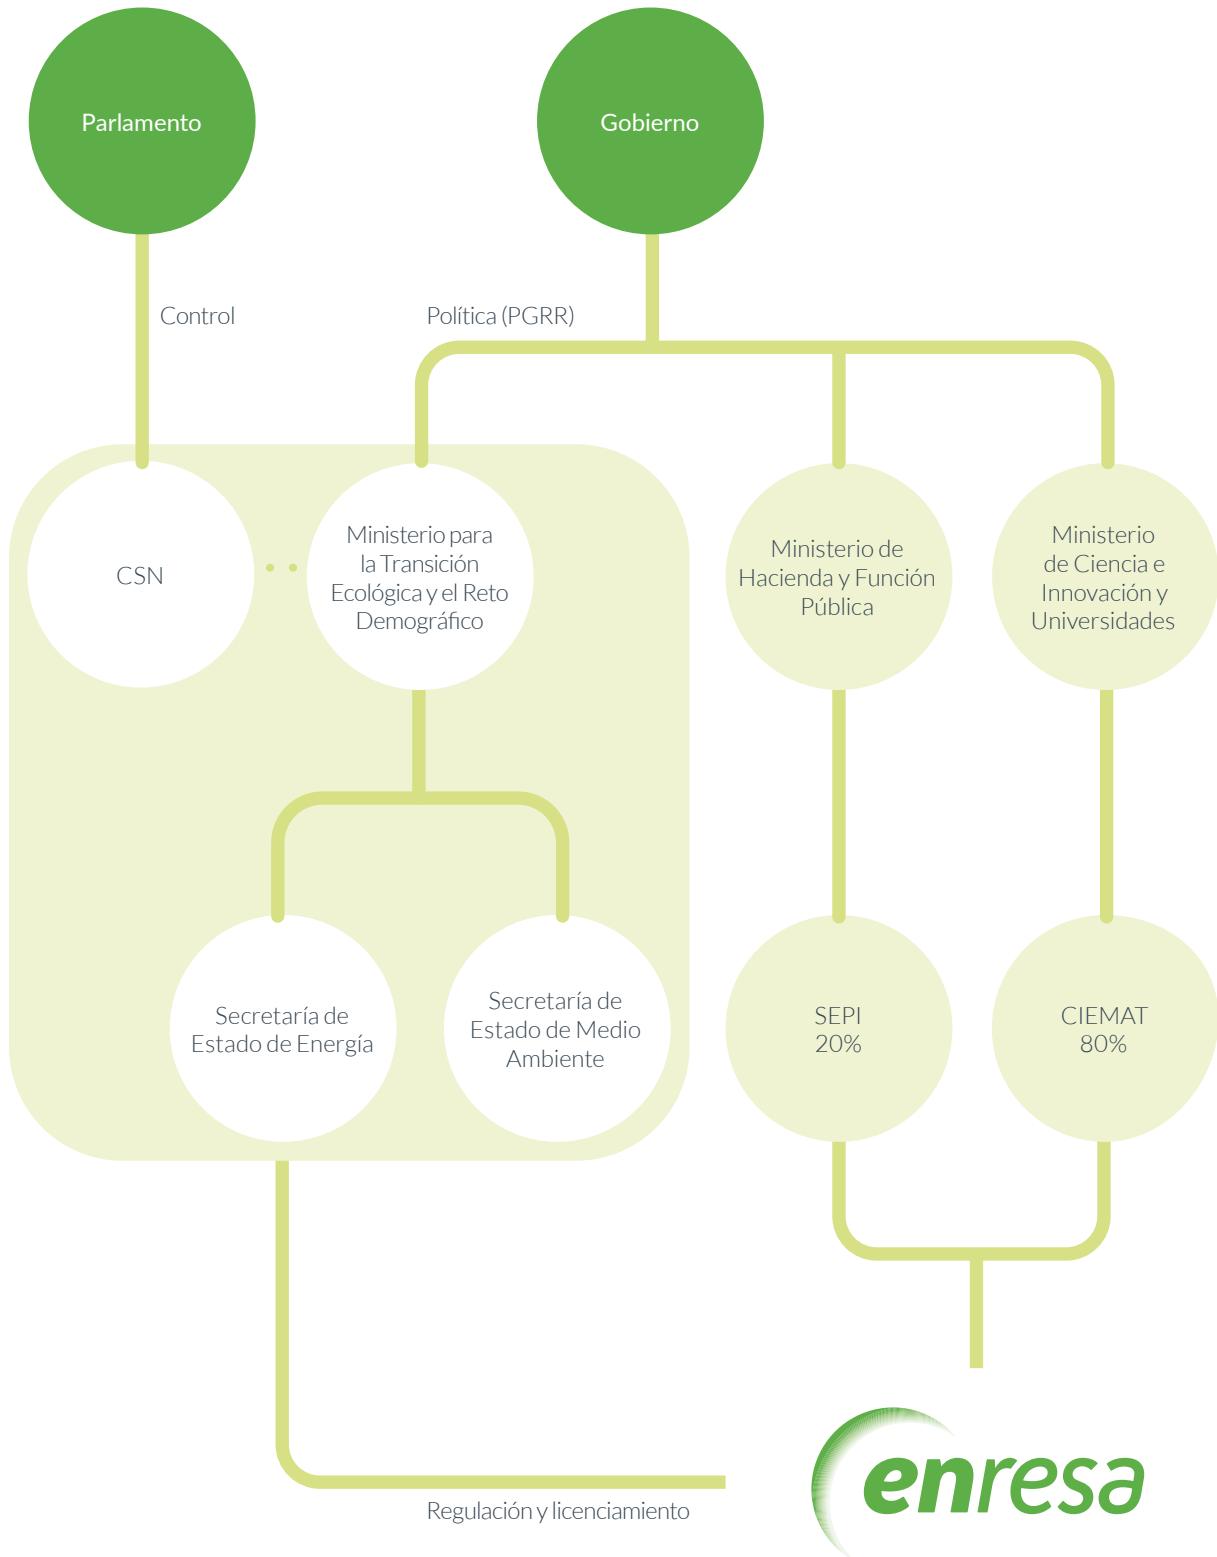 Parlamento
Gobierno
Control
Política (PGRR)
CSN
Ministerio para
la Transición
Ecológica y el Reto
Demográfico
Ministerio de
Hacienda y Función
Pública
Ministerio
de Ciencia e
Innovación y
Universidades
Secretaría de
Estado de Energía
Secretaría de
Estado de Medio
Ambiente
SEPI
20%
CIEMAT
80%
enresa
Regulación y licenciamiento